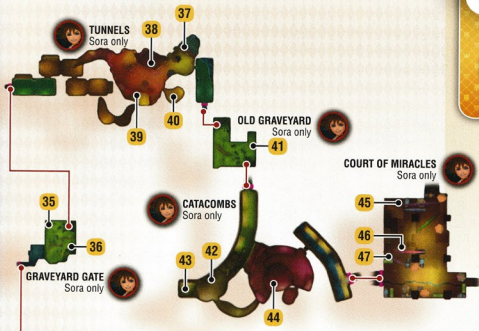 37
TUNNELS
Sora only
38
39
40
OLD GRAVEYARD
Sora only
41
COURT OF MIRACLES
Sora only
35
36
GRAVEYARD GATE
Sora only
CATACOMBS
Sora only
43
42
44
45
46
47